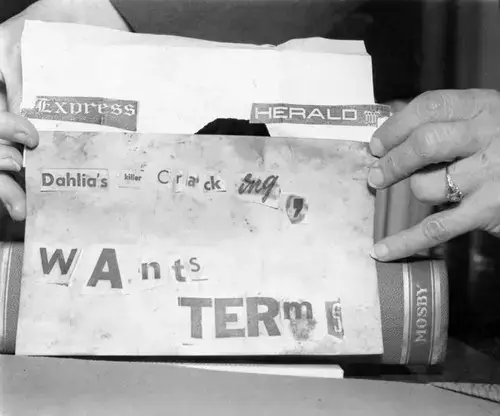 Express HERALD
Dahlia's killer Cracking,
WAnts
TERmS
MOSBY